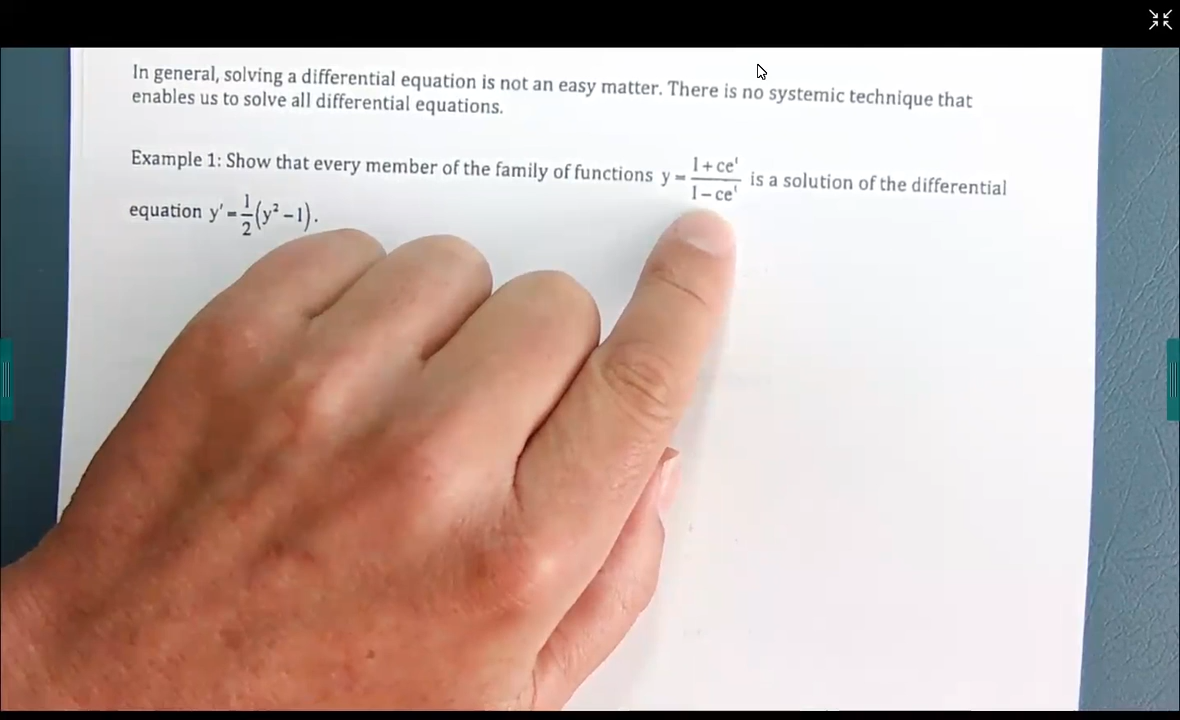 In general, solving a differential equation is not an easy matter. There is no systemic technique that
enables us to solve all differential equations.
Example 1: Show that every member of the family of functions y = (1 + ceᵗ)/(1 − ceᵗ) is a solution of the differential
equation y′ = 1/2 (y² − 1).